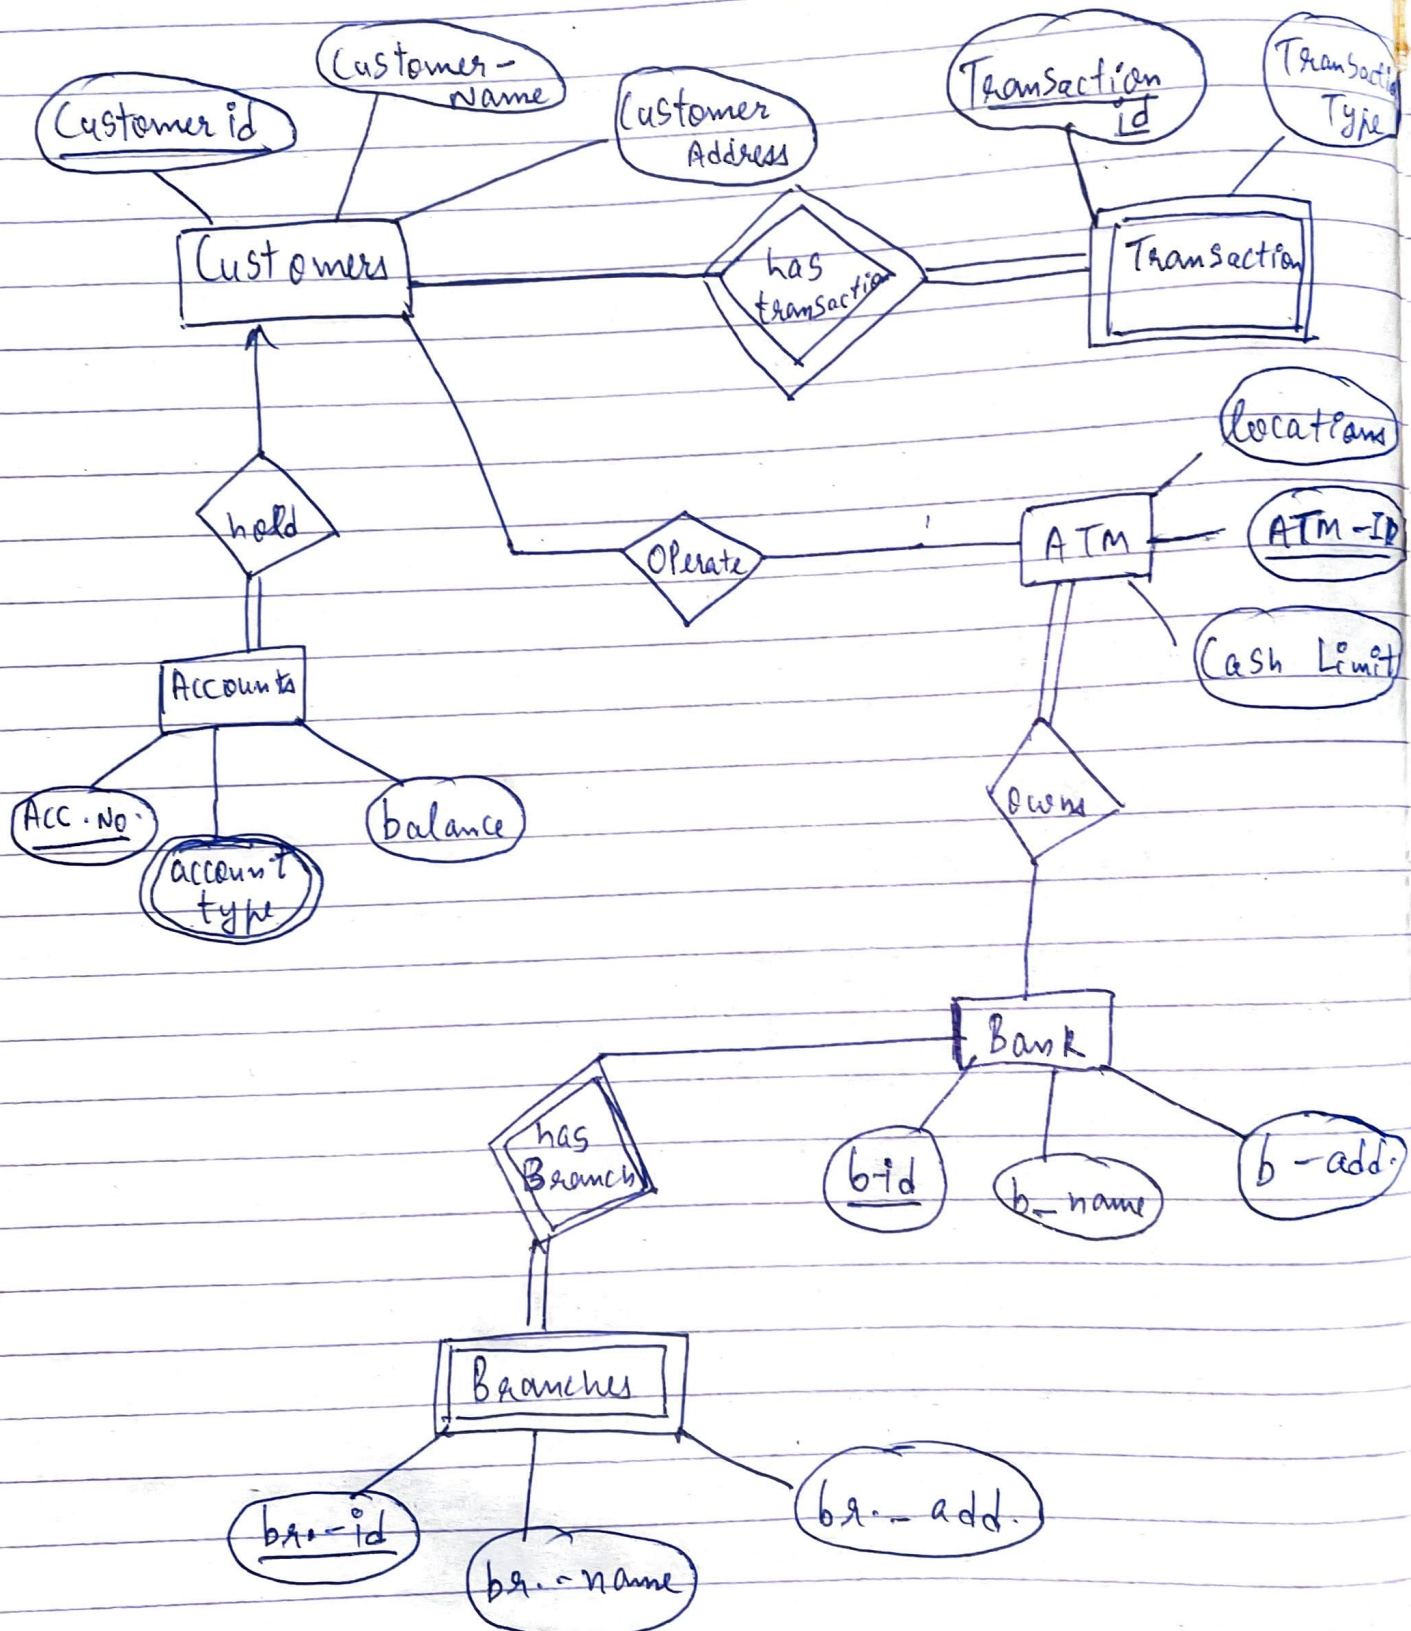 Customer-
Name
Customer id
Customer
Address
Transaction
id
Transacti
Type
Customers
has
transaction
Transaction
locations
hold
Operate
ATM
ATM-ID
Cash Limit
Accounts
Acc. No.
account
type
balance
owns
Bank
has
Branch
b-id
b_name
b-add.
Branches
br.-id
br.-name
br._add.